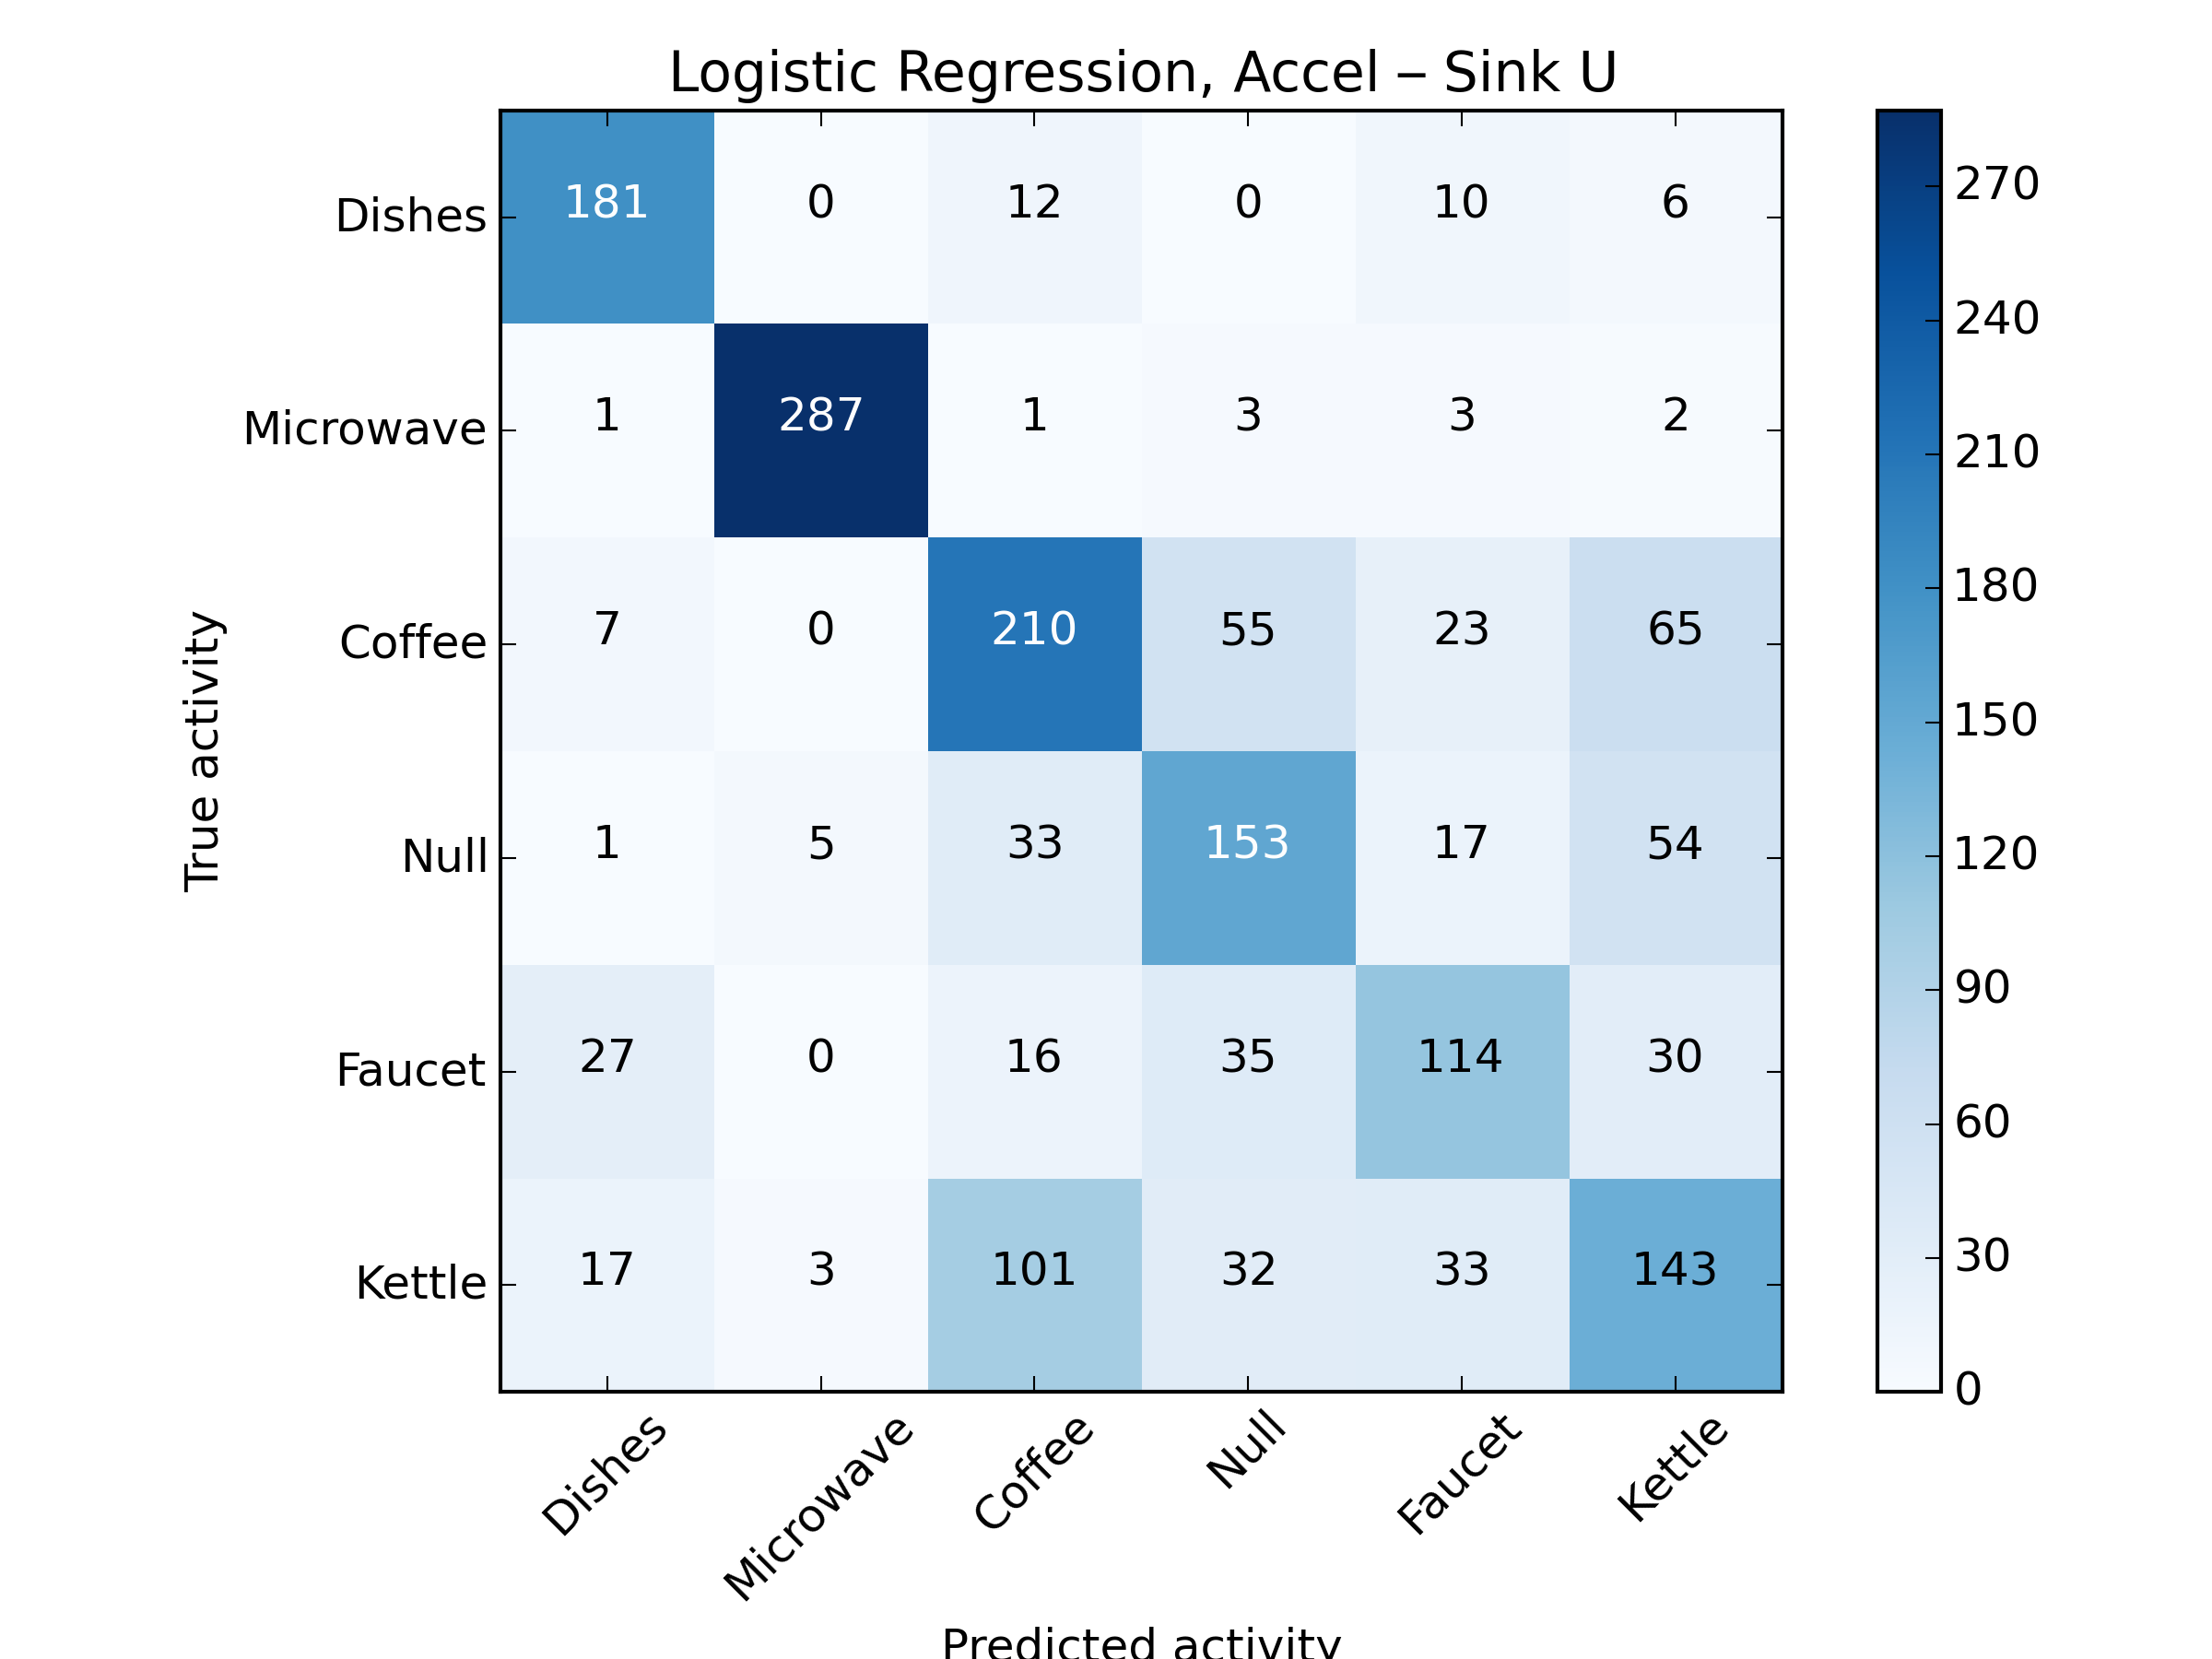 Logistic Regression, Accel — Sink U
Dishes 181 0 12 0 10 6
Microwave 1 287 1 3 3 2
Coffee 7 0 210 55 23 65
Null 1 5 33 153 17 54
Faucet 27 0 16 35 114 30
Kettle 17 3 101 32 33 143
True activity
Dishes Microwave Coffee Null Faucet Kettle
Predicted activity
270
240
210
180
150
120
90
60
30
0